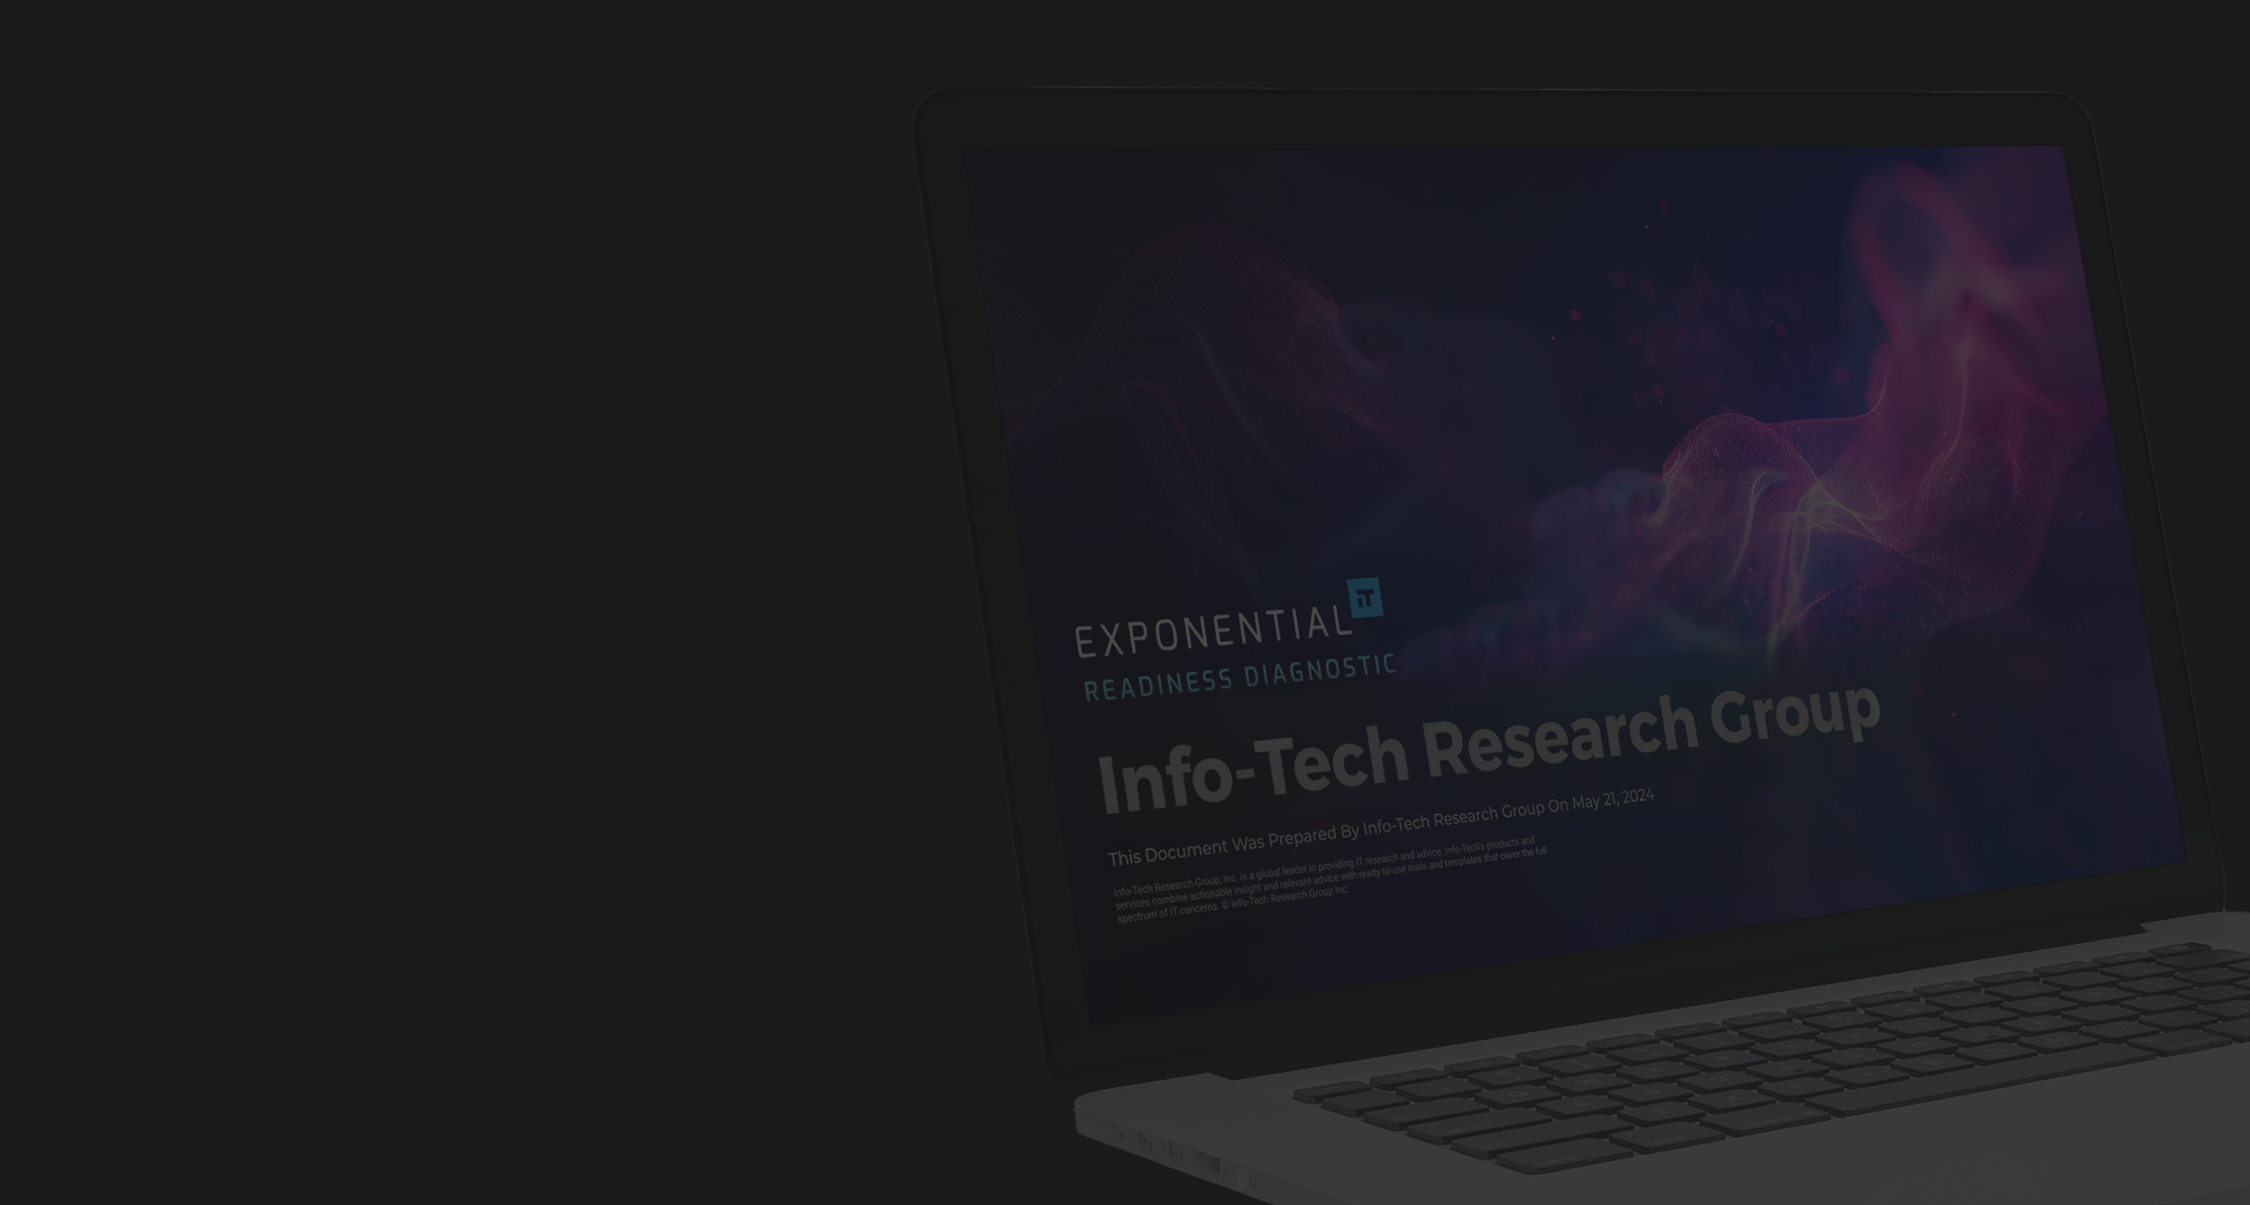 EXPONENTIAL IT
READINESS DIAGNOSTIC
Info-Tech Research Group
This Document Was Prepared By Info-Tech Research Group On May 21, 2024
Info-Tech Research Group, Inc. is a global leader in providing IT research and advice. Info-Tech's products and
services combine actionable insight and relevant advice with ready-to-use tools and templates that cover the full
spectrum of IT concerns. © Info-Tech Research Group Inc.